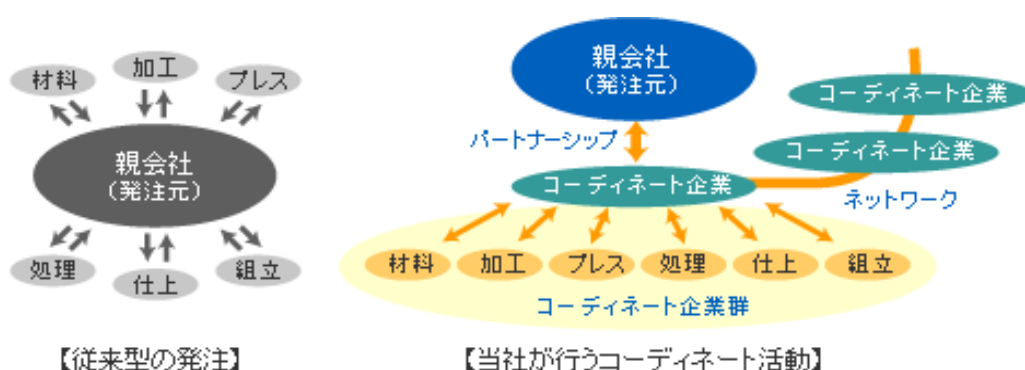 材料
加工
プレス
親会社
(発注元)
処理
仕上
組立
【従来型の発注】
親会社
(発注元)
パートナーシップ
コーディネート企業
コーディネート企業
コーディネート企業
ネットワーク
材料
加工
プレス
処理
仕上
組立
コーディネート企業群
【当社が行うコーディネート活動】